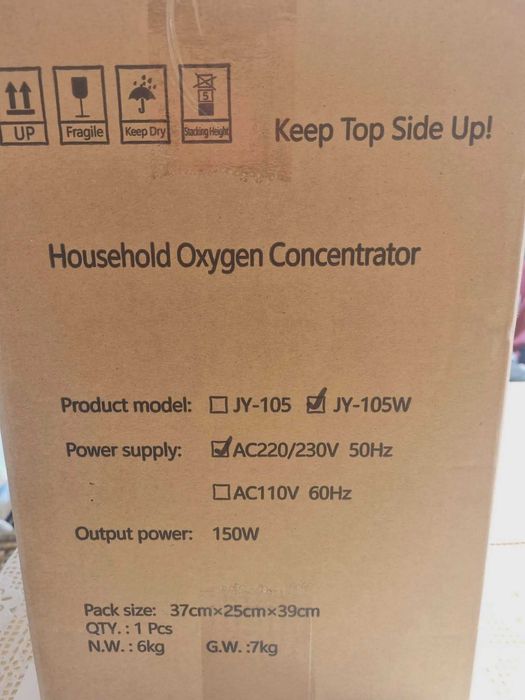 UP
Fragile
Keep Dry
5
Stacking Height
Keep Top Side Up!
Household Oxygen Concentrator
Product model: ☐ JY-105 ☑ JY-105W
Power supply: ☑ AC220/230V 50Hz
☐ AC110V 60Hz
Output power: 150W
Pack size: 37cm×25cm×39cm
QTY. : 1 Pcs
N.W. : 6kg G.W. :7kg